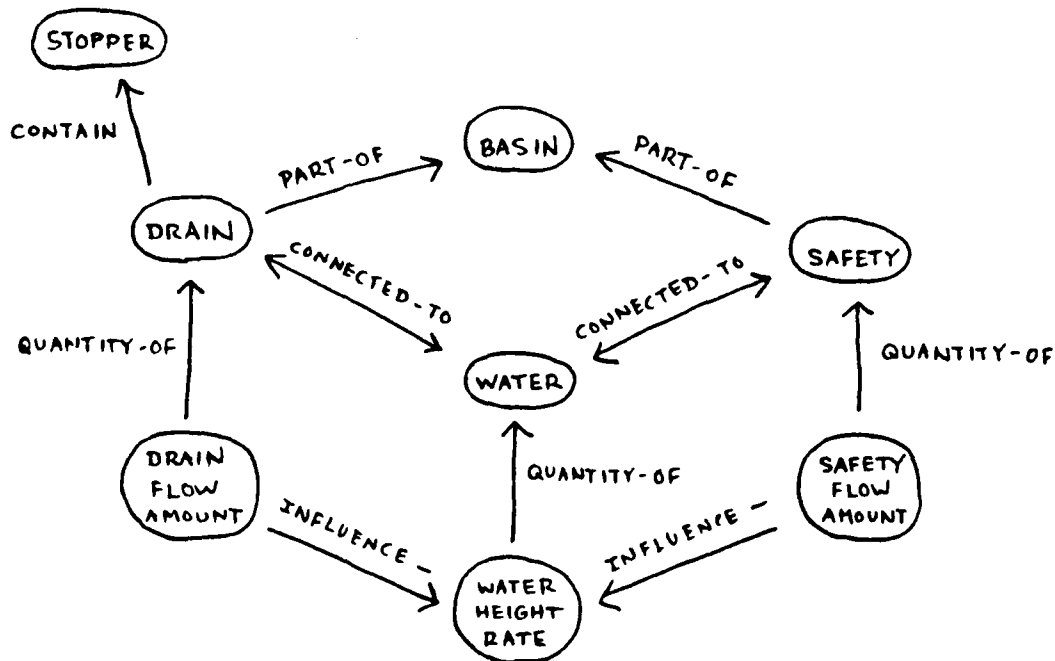 STOPPER
CONTAIN
BASIN
PART-OF
PART-OF
DRAIN
SAFETY
CONNECTED-TO
CONNECTED-TO
QUANTITY-OF
WATER
QUANTITY-OF
DRAIN
FLOW
AMOUNT
QUANTITY-OF
SAFETY
FLOW
AMOUNT
INFLUENCE -
INFLUENCE -
WATER
HEIGHT
RATE